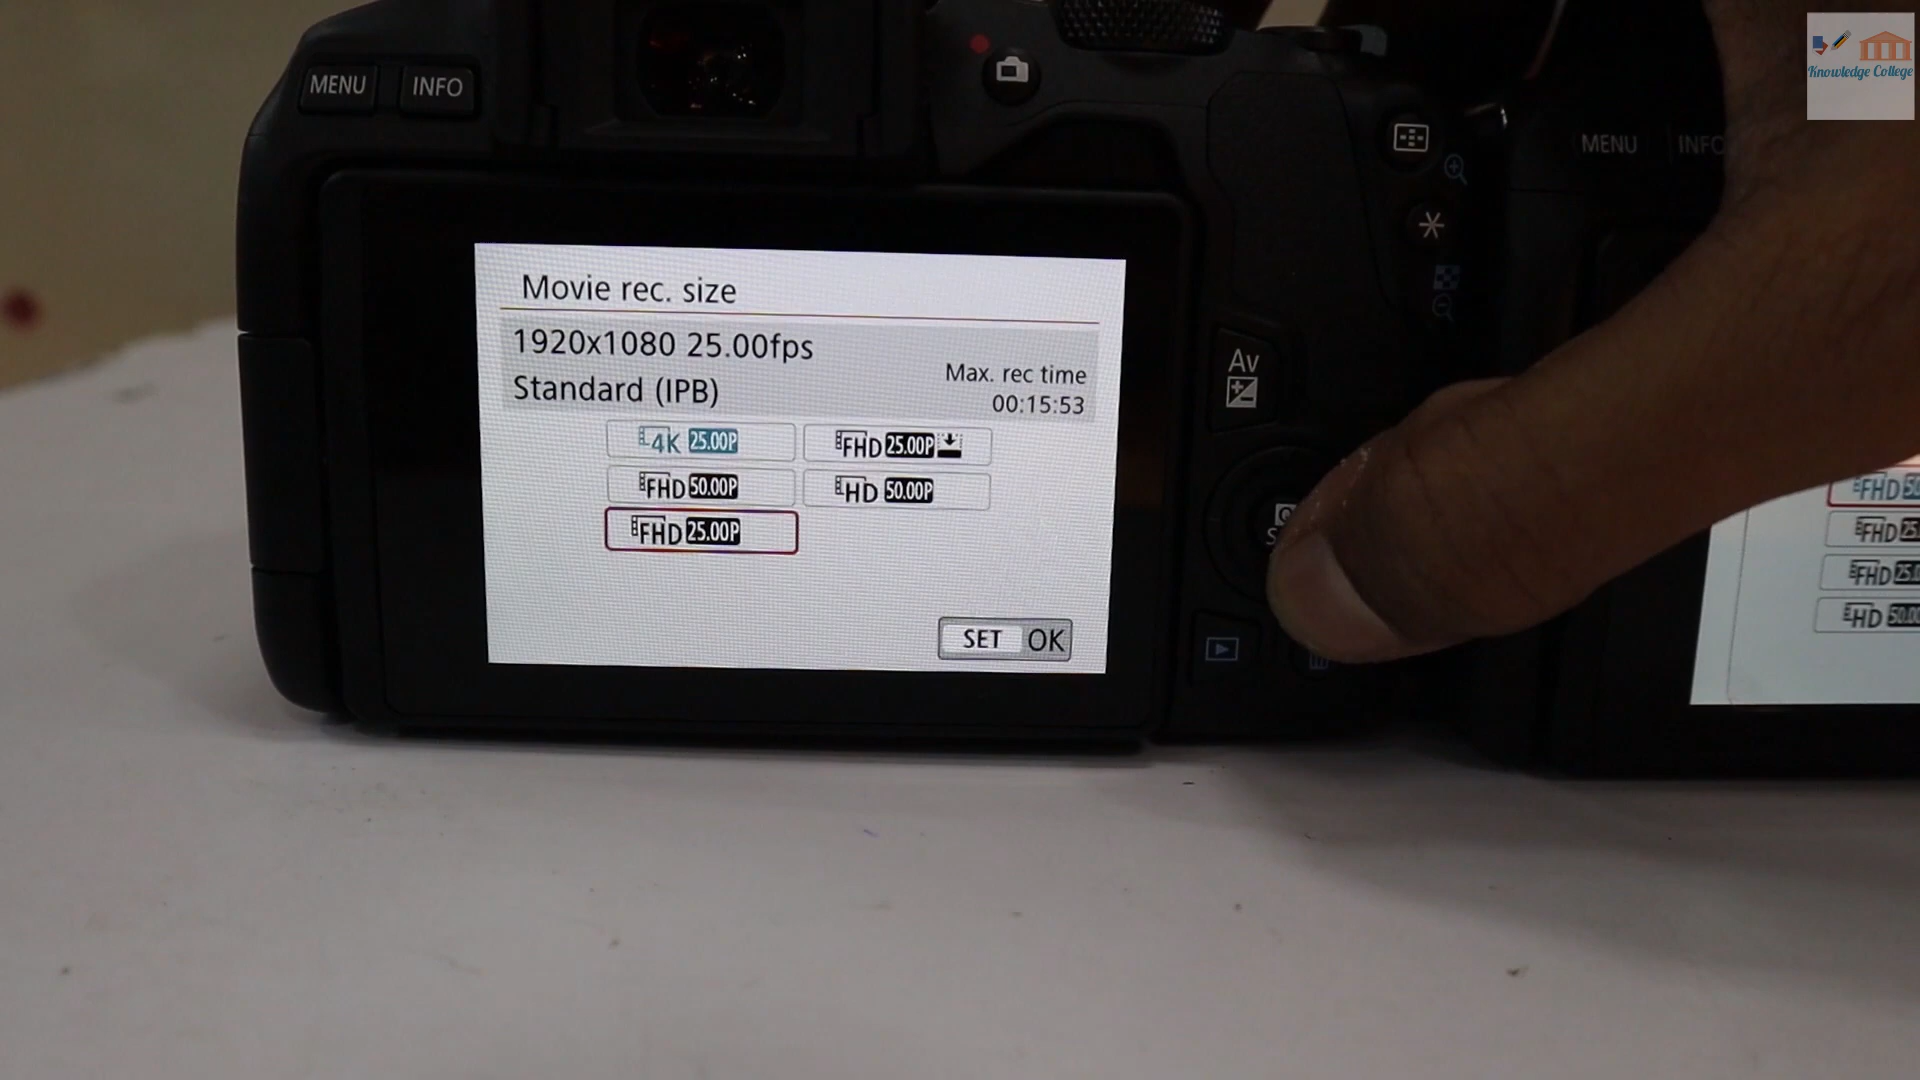 MENU INFO
Knowledge College
MENU INFO
Movie rec. size
1920x1080 25.00fps
Standard (IPB)
Max. rec time
00:15:53
4K 25.00P
FHD 25.00P
FHD 50.00P
HD 50.00P
FHD 25.00P
SET OK
Av
Q
FHD
FHD
FHD
HD